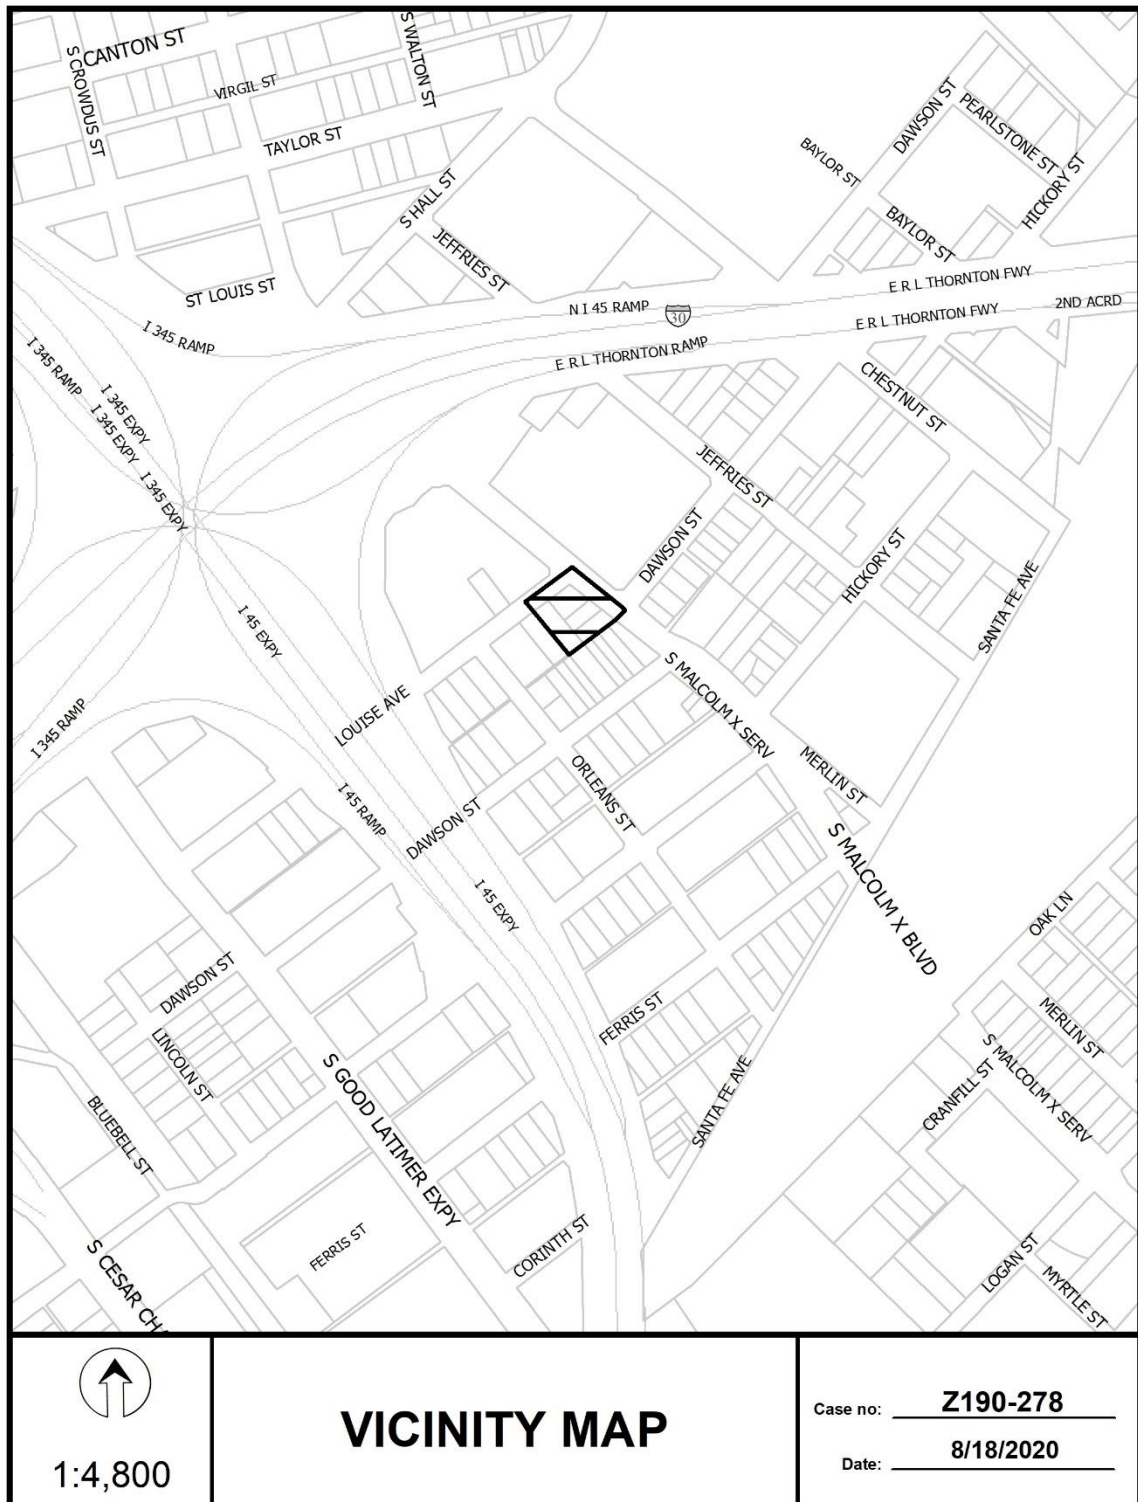 CANTON ST
S CROWDUS ST
S WALTON ST
VIRGIL ST
TAYLOR ST
S HALL ST
JEFFRIES ST
ST LOUIS ST
DAWSON ST
PEARLSTONE ST
BAYLOR ST
BAYLOR ST
HICKORY ST
E R L THORNTON FWY
E R L THORNTON FWY
2ND ACRD
N I 45 RAMP
30
E R L THORNTON RAMP
I 345 RAMP
I 345 RAMP
I 345 EXPY
I 345 EXPY
I 345 EXPY
CHESTNUT ST
JEFFRIES ST
DAWSON ST
HICKORY ST
SANTA FE AVE
I 45 EXPY
I 345 RAMP
LOUISE AVE
S MALCOLM X SERV
MERLIN ST
ORLEANS ST
I 45 RAMP
DAWSON ST
S MALCOLM X BLVD
I 45 EXPY
OAK LN
DAWSON ST
LINCOLN ST
FERRIS ST
MERLIN ST
S MALCOLM X SERV
CRANFILL ST
SANTA FE AVE
BLUEBELL ST
S GOOD LATIMER EXPY
FERRIS ST
CORINTH ST
LOGAN ST
MYRTLE ST
S CESAR CHA
1:4,800
VICINITY MAP
Case no: Z190-278
Date: 8/18/2020